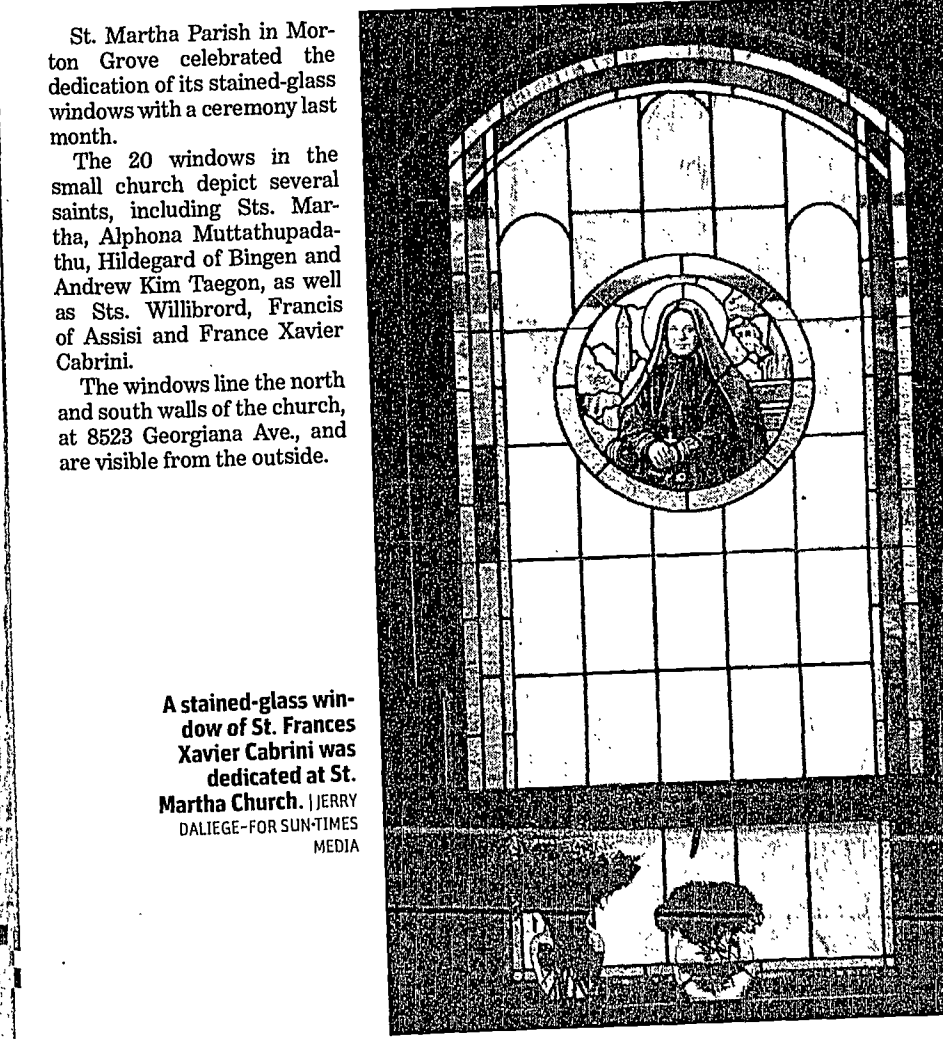 St. Martha Parish in Mor-
ton Grove celebrated the
dedication of its stained-glass
windows with a ceremony last
month.
The 20 windows in the
small church depict several
saints, including Sts. Mar-
tha, Alphona Muttathupada-
thu, Hildegard of Bingen and
Andrew Kim Taegon, as well
as Sts. Willibrord, Francis
of Assisi and France Xavier
Cabrini.
The windows line the north
and south walls of the church,
at 8523 Georgiana Ave., and
are visible from the outside.
A stained-glass win-
dow of St. Frances
Xavier Cabrini was
dedicated at St.
Martha Church. | JERRY
DALIEGE~FOR SUN-TIMES
MEDIA